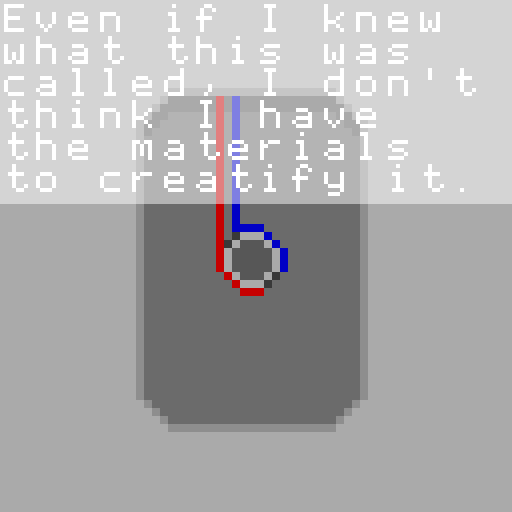 Even if I knew
what this was
called, I don't
think I have
the materials
to creatify it.